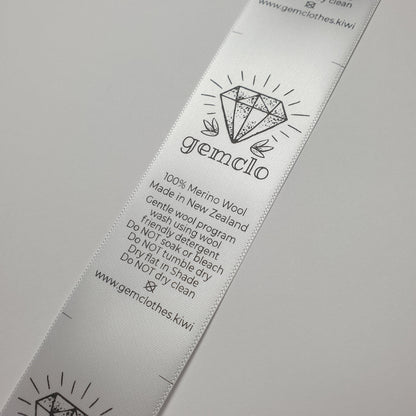 y clean
www.gemclothes.kiwi
gemclo
100% Merino Wool
Made in New Zealand
Gentle wool program
wash using wool
friendly detergent
Do NOT soak or bleach
Do NOT tumble dry
Dry flat in Shade
Do NOT dry clean
www.gemclothes.kiwi